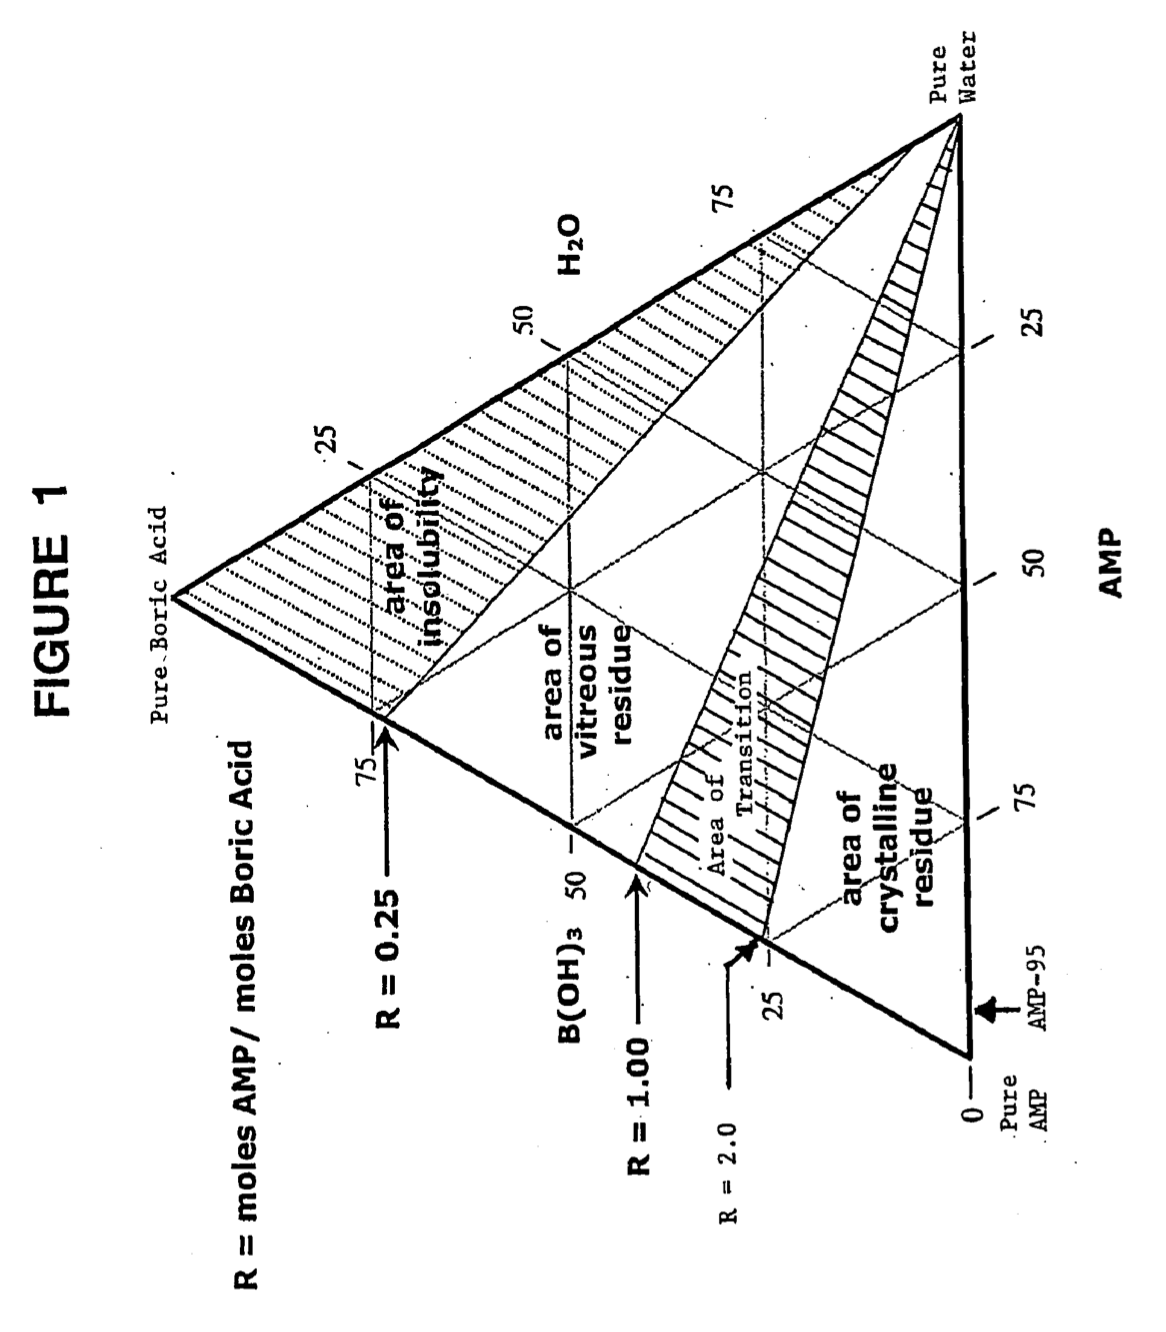 FIGURE 1
R = moles AMP/ moles Boric Acid
Pure Boric Acid
25
50
H₂O
75
Pure
Water
75
R = 0.25
area of
insolubility
50
B(OH)₃
area of
vitreous
residue
R = 1.00
R = 2.0
25
Area of
Transition
area of
crystalline
residue
0
Pure
AMP
AMP-95
75
50
25
AMP